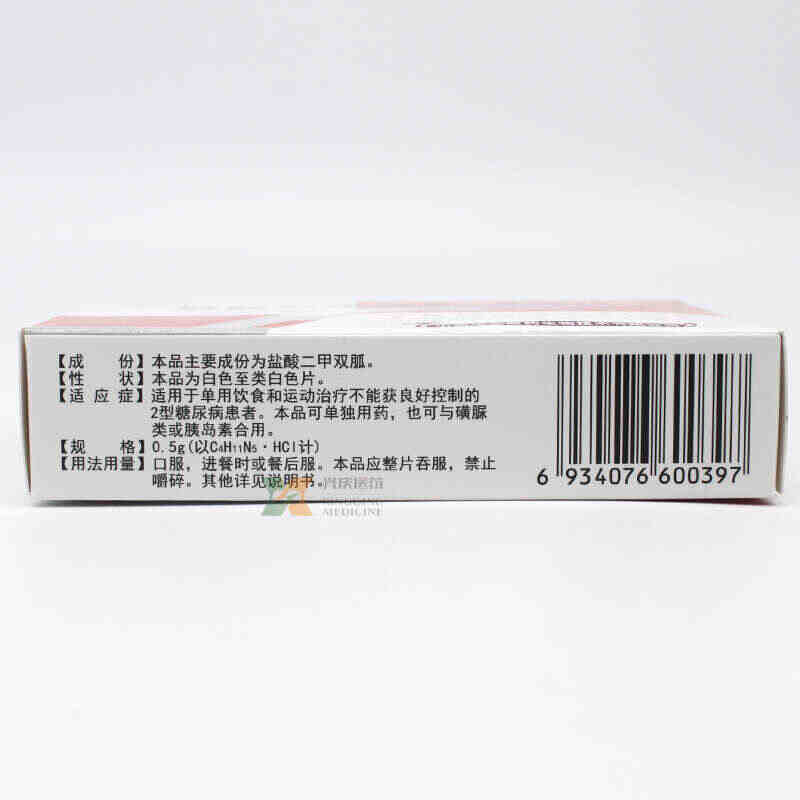 【成　份】本品主要成份为盐酸二甲双胍。
【性　状】本品为白色至类白色片。
【适应症】适用于单用饮食和运动治疗不能获良好控制的
2型糖尿病患者。本品可单独用药，也可与磺脲
类或胰岛素合用。
【规　格】0.5g(以C₄H₁₁N₅·HCl计)
【用法用量】口服，进餐时或餐后服。本品应整片吞服，禁止
嚼碎。其他详见说明书。
6 934076 600397
MEDICINE